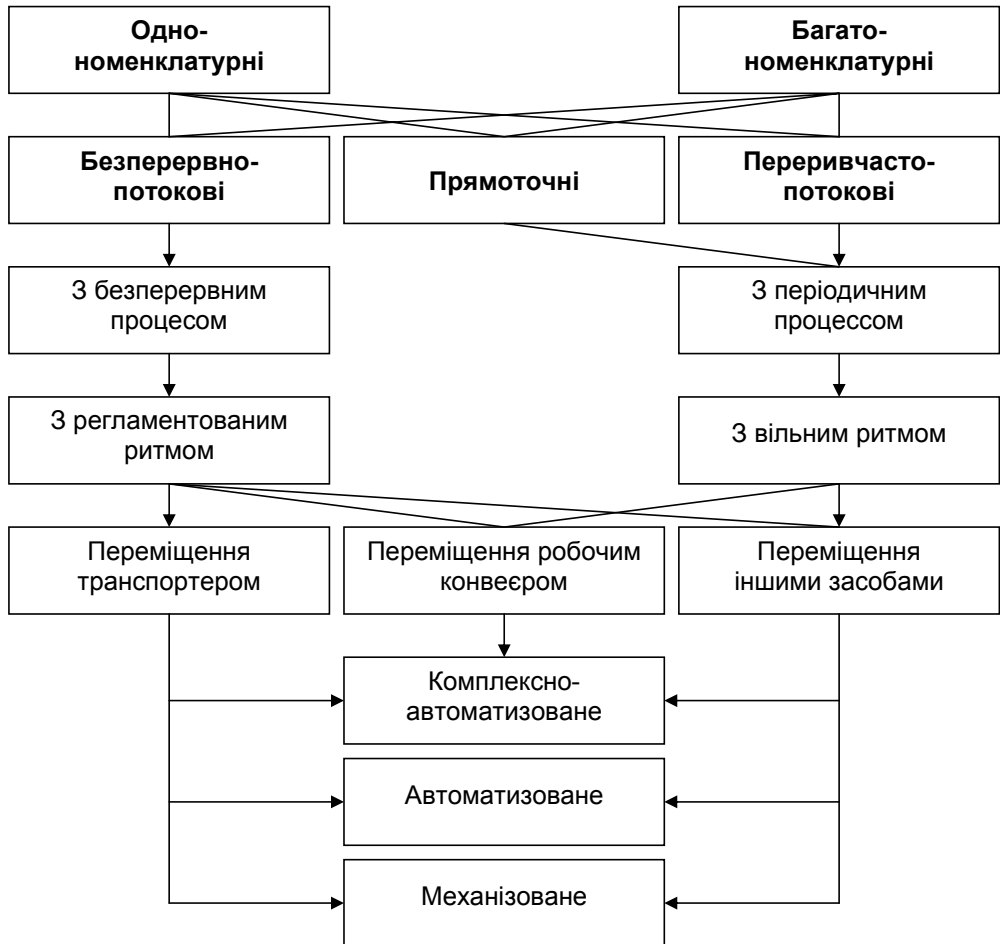 Одно-
номенклатурні
Багато-
номенклатурні
Безперервно-
потокові
Прямоточні
Переривчасто-
потокові
З безперервним
процесом
З періодичним
процессом
З регламентованим
ритмом
З вільним ритмом
Переміщення
транспортером
Переміщення робочим
конвеєром
Переміщення
іншими засобами
Комплексно-
автоматизоване
Автоматизоване
Механізоване